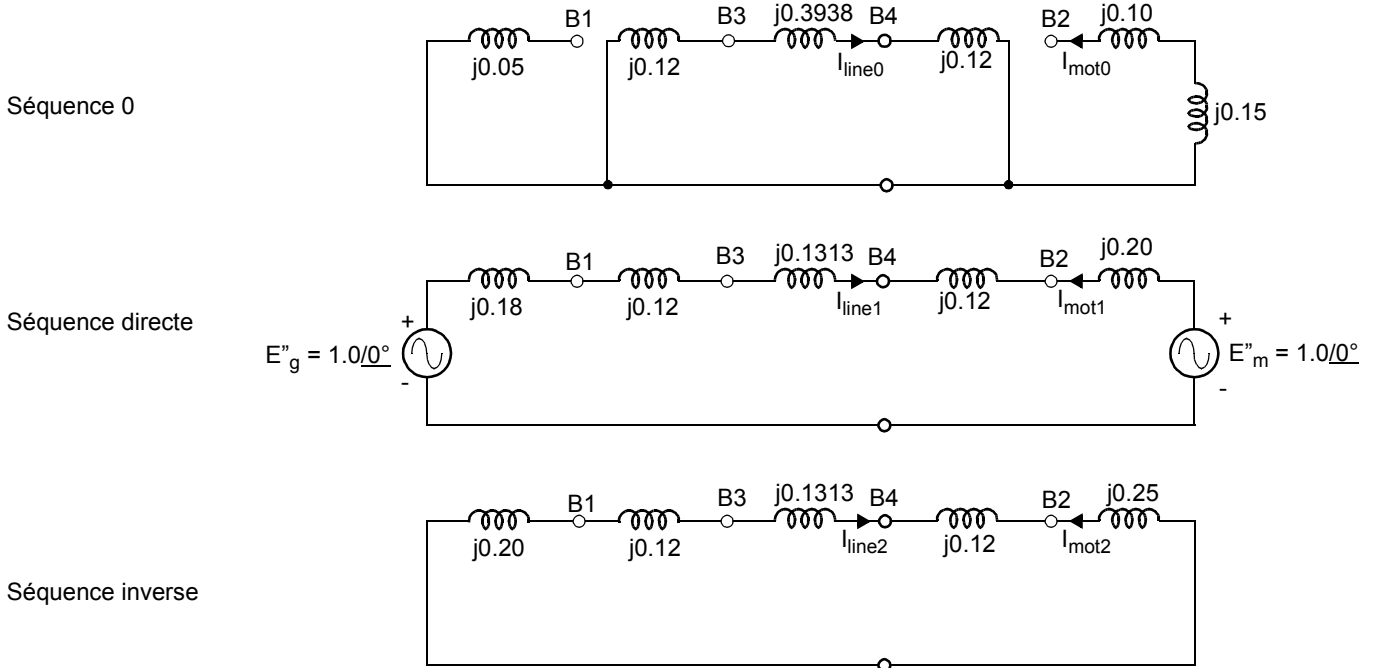 B1
B3
j0.3938
B4
B2
j0.10
j0.05
j0.12
I_line0
j0.12
I_mot0
Séquence 0
j0.15
B1
B3
j0.1313
B4
B2
j0.20
j0.18
j0.12
I_line1
j0.12
I_mot1
Séquence directe
+
E”_g = 1.0/0°
-
+
E”_m = 1.0/0°
-
B1
B3
j0.1313
B4
B2
j0.25
j0.20
j0.12
I_line2
j0.12
I_mot2
Séquence inverse